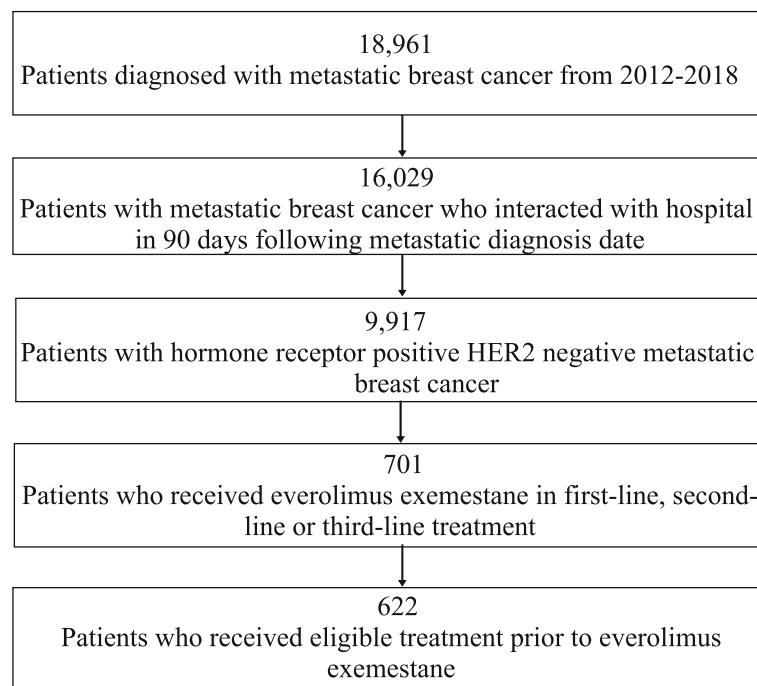 18,961
Patients diagnosed with metastatic breast cancer from 2012-2018
16,029
Patients with metastatic breast cancer who interacted with hospital
in 90 days following metastatic diagnosis date
9,917
Patients with hormone receptor positive HER2 negative metastatic
breast cancer
701
Patients who received everolimus exemestane in first-line, second-
line or third-line treatment
622
Patients who received eligible treatment prior to everolimus
exemestane